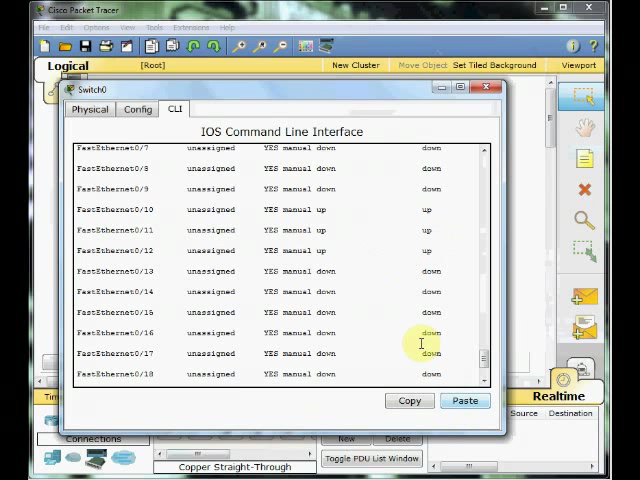 Cisco Packet Tracer
File Edit Options View Tools Extensions Help
Logical [Root] New Cluster Move Object Set Tiled Background Viewport
Switch0
Physical Config CLI
IOS Command Line Interface
FastEthernet0/7 unassigned YES manual down down
FastEthernet0/8 unassigned YES manual down down
FastEthernet0/9 unassigned YES manual down down
FastEthernet0/10 unassigned YES manual up up
FastEthernet0/11 unassigned YES manual up up
FastEthernet0/12 unassigned YES manual up up
FastEthernet0/13 unassigned YES manual down down
FastEthernet0/14 unassigned YES manual down down
FastEthernet0/15 unassigned YES manual down down
FastEthernet0/16 unassigned YES manual down down
FastEthernet0/17 unassigned YES manual down down
FastEthernet0/18 unassigned YES manual down down
Copy Paste
Realtime
Source Destination
Connections
New Delete
Toggle PDU List Window
Copper Straight-Through